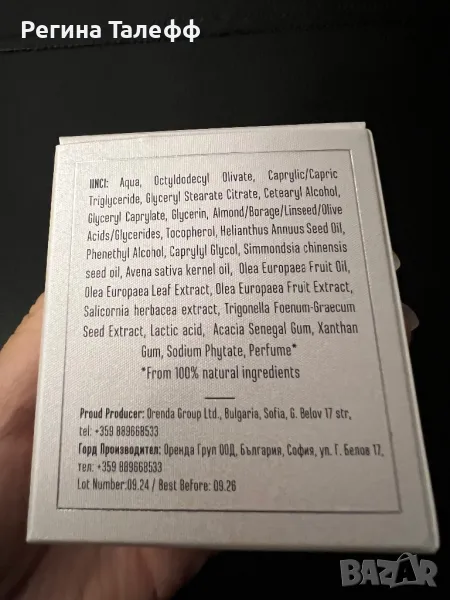 Регина Талефф
IINCI: Aqua, Octyldodecyl Olivate, Caprylic/Capric
Triglyceride, Glyceryl Stearate Citrate, Cetearyl Alcohol,
Glyceryl Caprylate, Glycerin, Almond/Borage/Linseed/Olive
Acids/Glycerides, Tocopherol, Helianthus Annuus Seed Oil,
Phenethyl Alcohol, Caprylyl Glycol, Simmondsia chinensis
seed oil, Avena sativa kernel oil, Olea Europaea Fruit Oil,
Olea Europaea Leaf Extract, Olea Europaea Fruit Extract,
Salicornia herbacea extract, Trigonella Foenum-Graecum
Seed Extract, Lactic acid, Acacia Senegal Gum, Xanthan
Gum, Sodium Phytate, Perfume*
*From 100% natural ingredients
Proud Producer: Orenda Group Ltd., Bulgaria, Sofia, G. Belov 17 str,
tel: +359 889668533
Горд Производител: Оренда Груп ООД, България, София, ул. Г. Белов 17,
тел: +359 889668533
Lot Number:09.24 / Best Before: 09.26
BAZAR